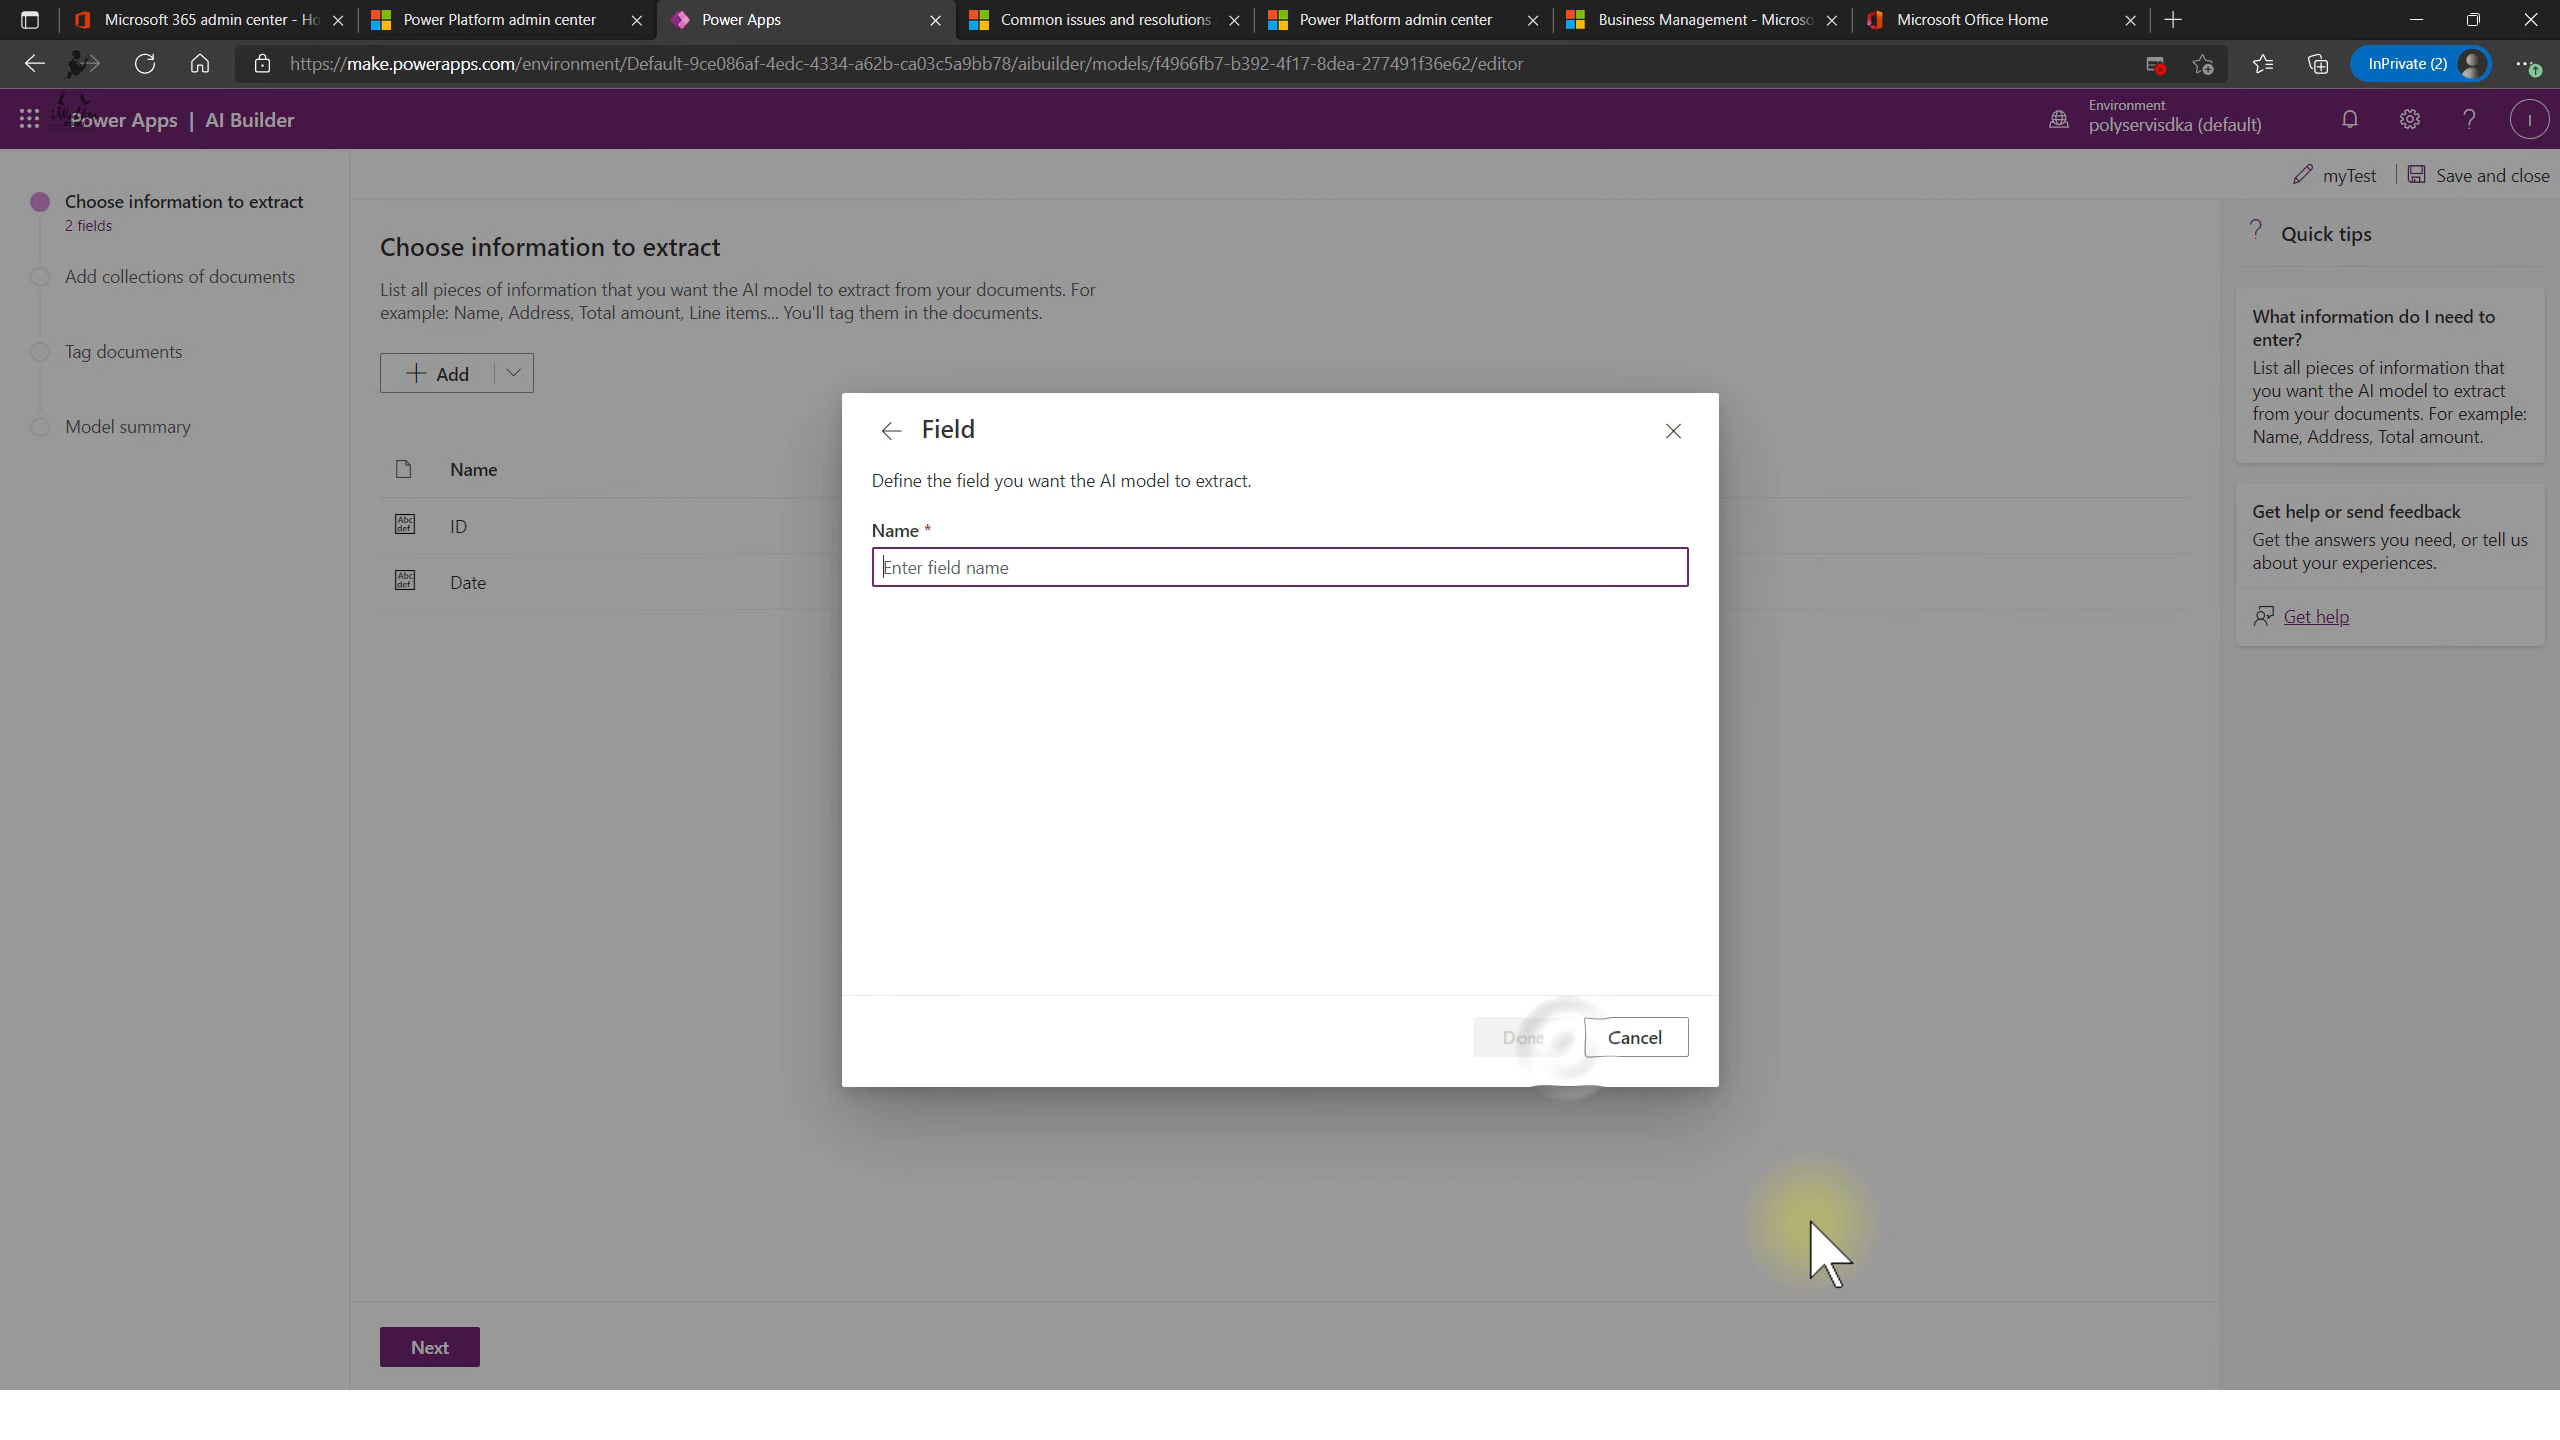 Microsoft 365 admin center - Ho
Power Platform admin center
Power Apps
Common issues and resolutions
Power Platform admin center
Business Management - Microso
Microsoft Office Home
https://make.powerapps.com/environment/Default-9ce086af-4edc-4334-a62b-ca03c5a9bb78/aibuilder/models/f4966fb7-b392-4f17-8dea-277491f36e62/editor
InPrivate (2)
Power Apps | AI Builder
Environment
polyservisdka (default)
I
myTest
Save and close
Choose information to extract
2 fields
Add collections of documents
Tag documents
Model summary
Choose information to extract
List all pieces of information that you want the AI model to extract from your documents. For
example: Name, Address, Total amount, Line items... You'll tag them in the documents.
Add
Name
Abc
def
ID
Abc
def
Date
Next
Field
Define the field you want the AI model to extract.
Name *
Enter field name
Done
Cancel
? Quick tips
What information do I need to
enter?
List all pieces of information that
you want the AI model to extract
from your documents. For example:
Name, Address, Total amount.
Get help or send feedback
Get the answers you need, or tell us
about your experiences.
Get help